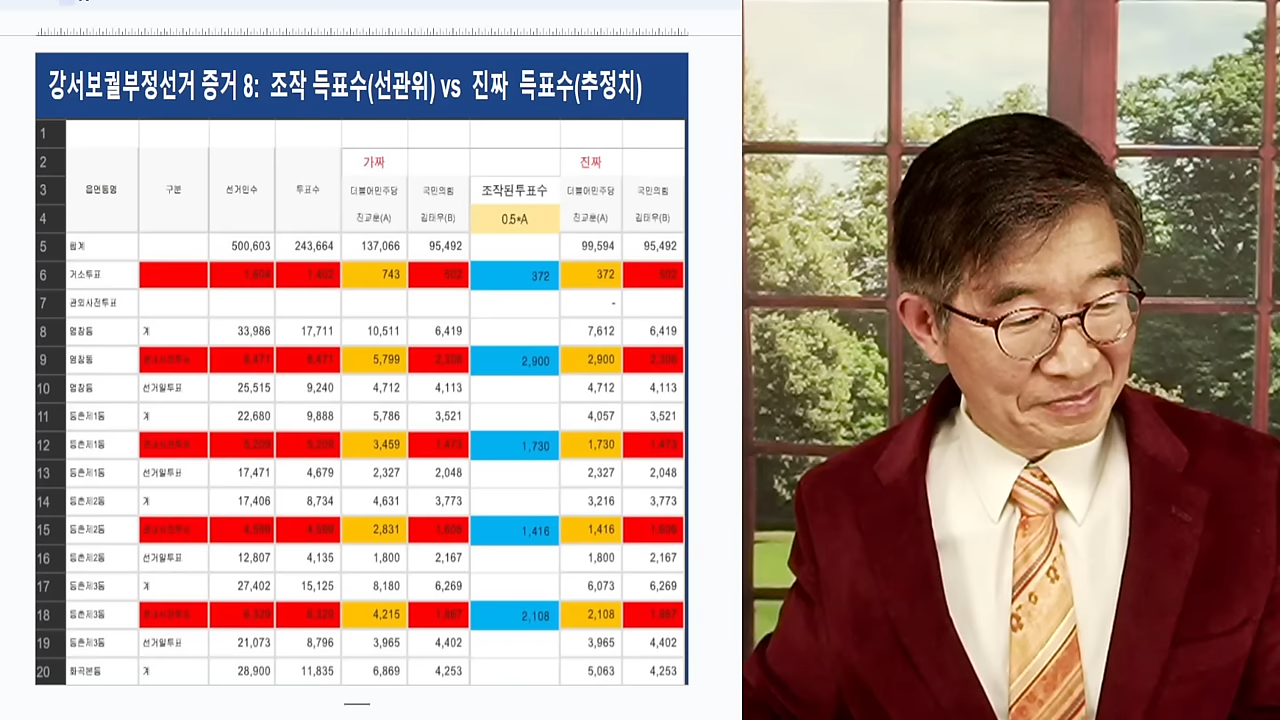 강서보궐부정선거 증거 8: 조작 득표수(선관위) vs 진짜 득표수(추정치)
1
2 가짜 진짜
3 읍면동명 구분 선거인수 투표수 더불어민주당 국민의힘 조작된투표수 더불어민주당 국민의힘
4 진교훈(A) 김태우(B) 0.5*A 진교훈(A) 김태우(B)
5 합계 500,603 243,664 137,066 95,492 99,594 95,492
6 거소투표 743 372 372
7 관외사전투표 -
8 염창동 계 33,986 17,711 10,511 6,419 7,612 6,419
9 염창동 5,799 2,900 2,900
10 염창동 선거일투표 25,515 9,240 4,712 4,113 4,712 4,113
11 등촌제1동 계 22,680 9,888 5,786 3,521 4,057 3,521
12 등촌제1동 3,459 1,730 1,730
13 등촌제1동 선거일투표 17,471 4,679 2,327 2,048 2,327 2,048
14 등촌제2동 계 17,406 8,734 4,631 3,773 3,216 3,773
15 등촌제2동 2,831 1,416 1,416
16 등촌제2동 선거일투표 12,807 4,135 1,800 2,167 1,800 2,167
17 등촌제3동 계 27,402 15,125 8,180 6,269 6,073 6,269
18 등촌제3동 4,215 2,108 2,108
19 등촌제3동 선거일투표 21,073 8,796 3,965 4,402 3,965 4,402
20 화곡본동 계 28,900 11,835 6,869 4,253 5,063 4,253